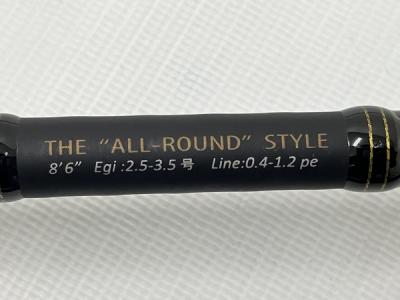 THE “ALL-ROUND” STYLE
8’6” Egi :2.5-3.5 号 Line:0.4-1.2 pe